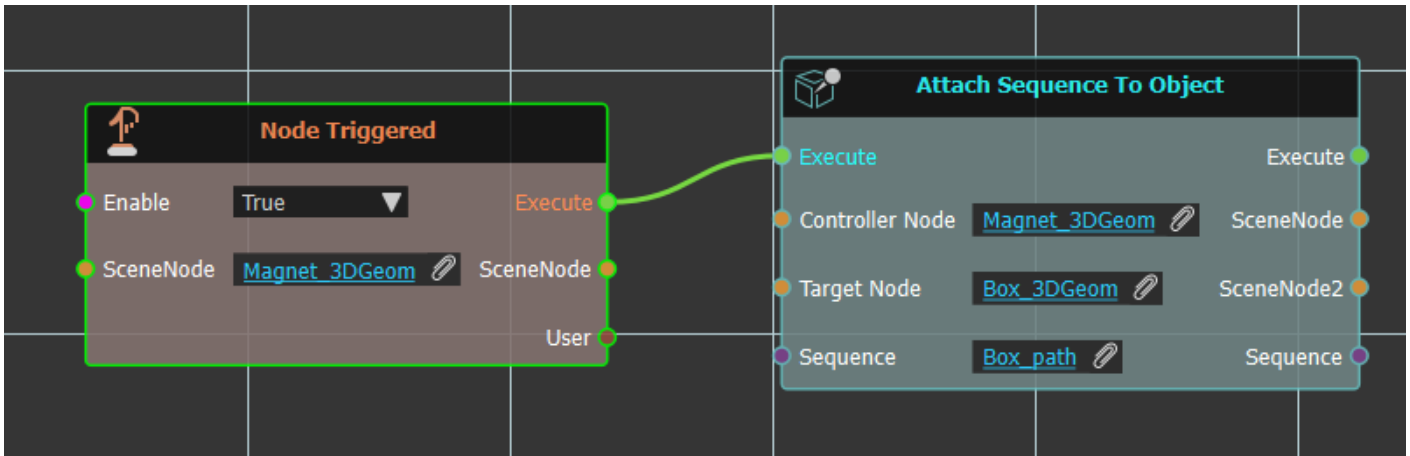 Node Triggered
Enable True Execute
SceneNode Magnet_3DGeom SceneNode
User
Attach Sequence To Object
Execute Execute
Controller Node Magnet_3DGeom SceneNode
Target Node Box_3DGeom SceneNode2
Sequence Box_path Sequence